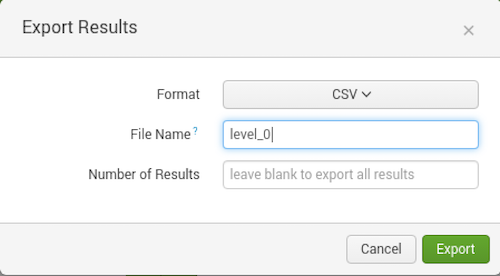 Export Results ×
Format CSV
File Name ? level_0
Number of Results leave blank to export all results
Cancel Export